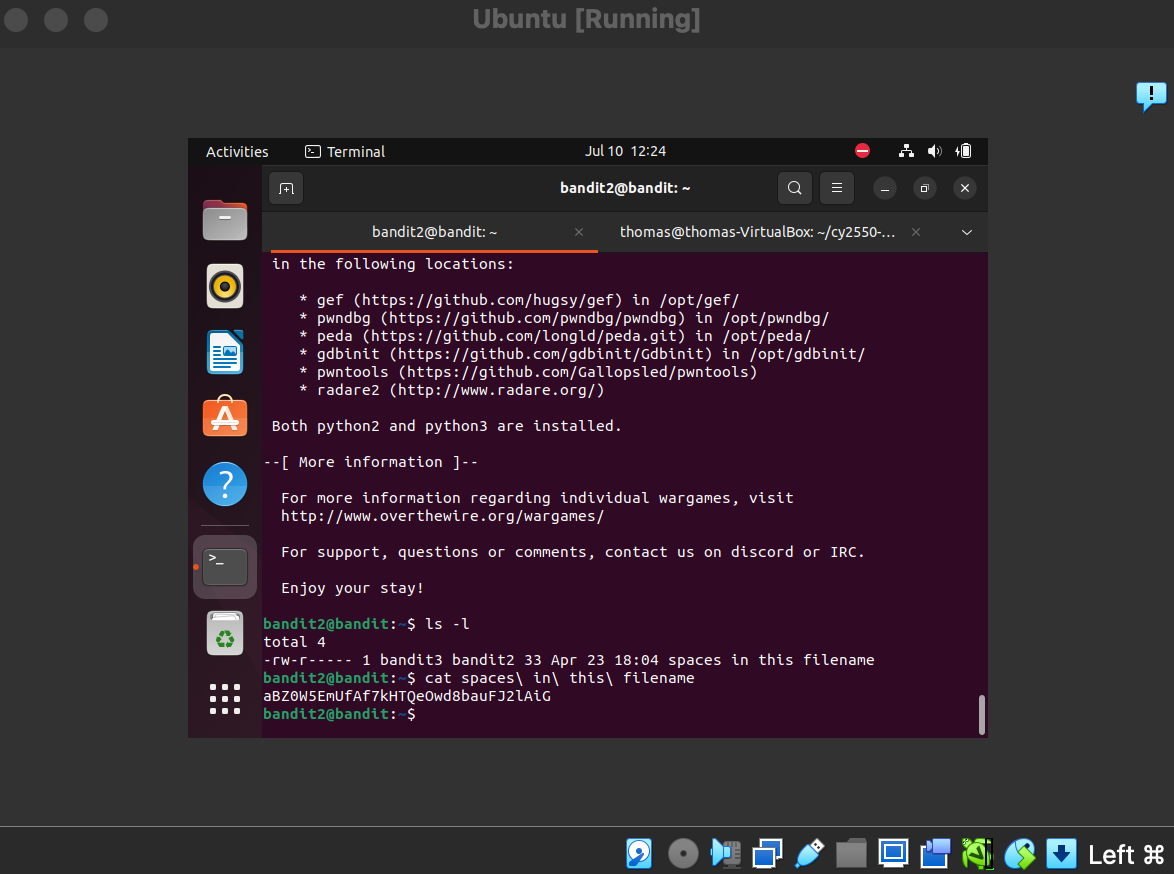 Ubuntu [Running]
Activities
Terminal
Jul 10 12:24
bandit2@bandit: ~
bandit2@bandit: ~
thomas@thomas-VirtualBox: ~/cy2550-...
in the following locations:
* gef (https://github.com/hugsy/gef) in /opt/gef/
* pwndbg (https://github.com/pwndbg/pwndbg) in /opt/pwndbg/
* peda (https://github.com/longld/peda.git) in /opt/peda/
* gdbinit (https://github.com/gdbinit/Gdbinit) in /opt/gdbinit/
* pwntools (https://github.com/Gallopsled/pwntools)
* radare2 (http://www.radare.org/)
Both python2 and python3 are installed.
--[ More information ]--
For more information regarding individual wargames, visit
http://www.overthewire.org/wargames/
For support, questions or comments, contact us on discord or IRC.
Enjoy your stay!
bandit2@bandit:~$ ls -l
total 4
-rw-r----- 1 bandit3 bandit2 33 Apr 23 18:04 spaces in this filename
bandit2@bandit:~$ cat spaces\ in\ this\ filename
aBZ0W5EmUfAf7kHTQeOwd8bauFJ2lAiG
bandit2@bandit:~$
Left ⌘